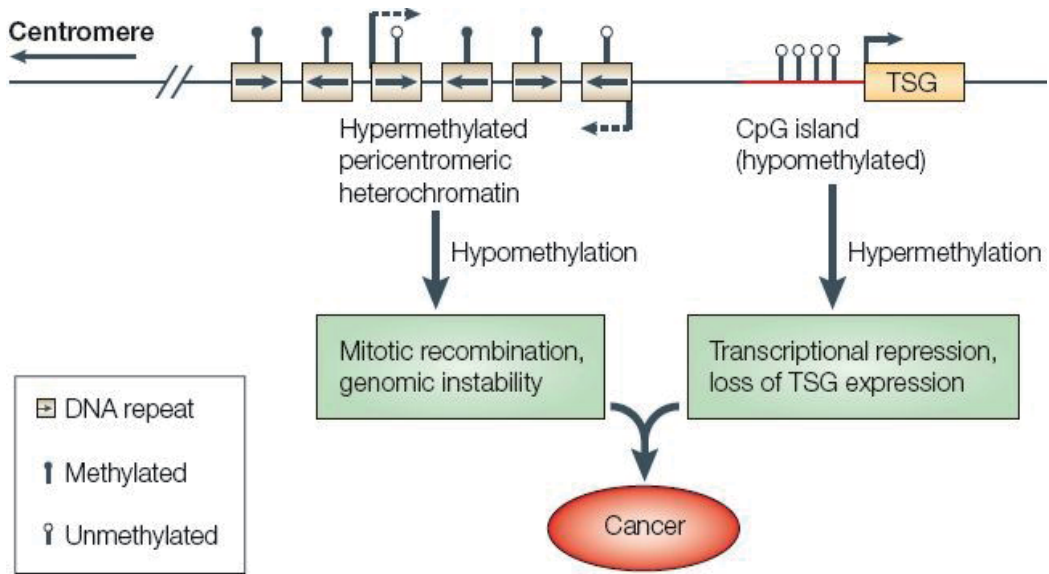 Centromere
TSG
Hypermethylated
pericentromeric
heterochromatin
CpG island
(hypomethylated)
Hypomethylation
Hypermethylation
Mitotic recombination,
genomic instability
Transcriptional repression,
loss of TSG expression
DNA repeat
Methylated
Unmethylated
Cancer